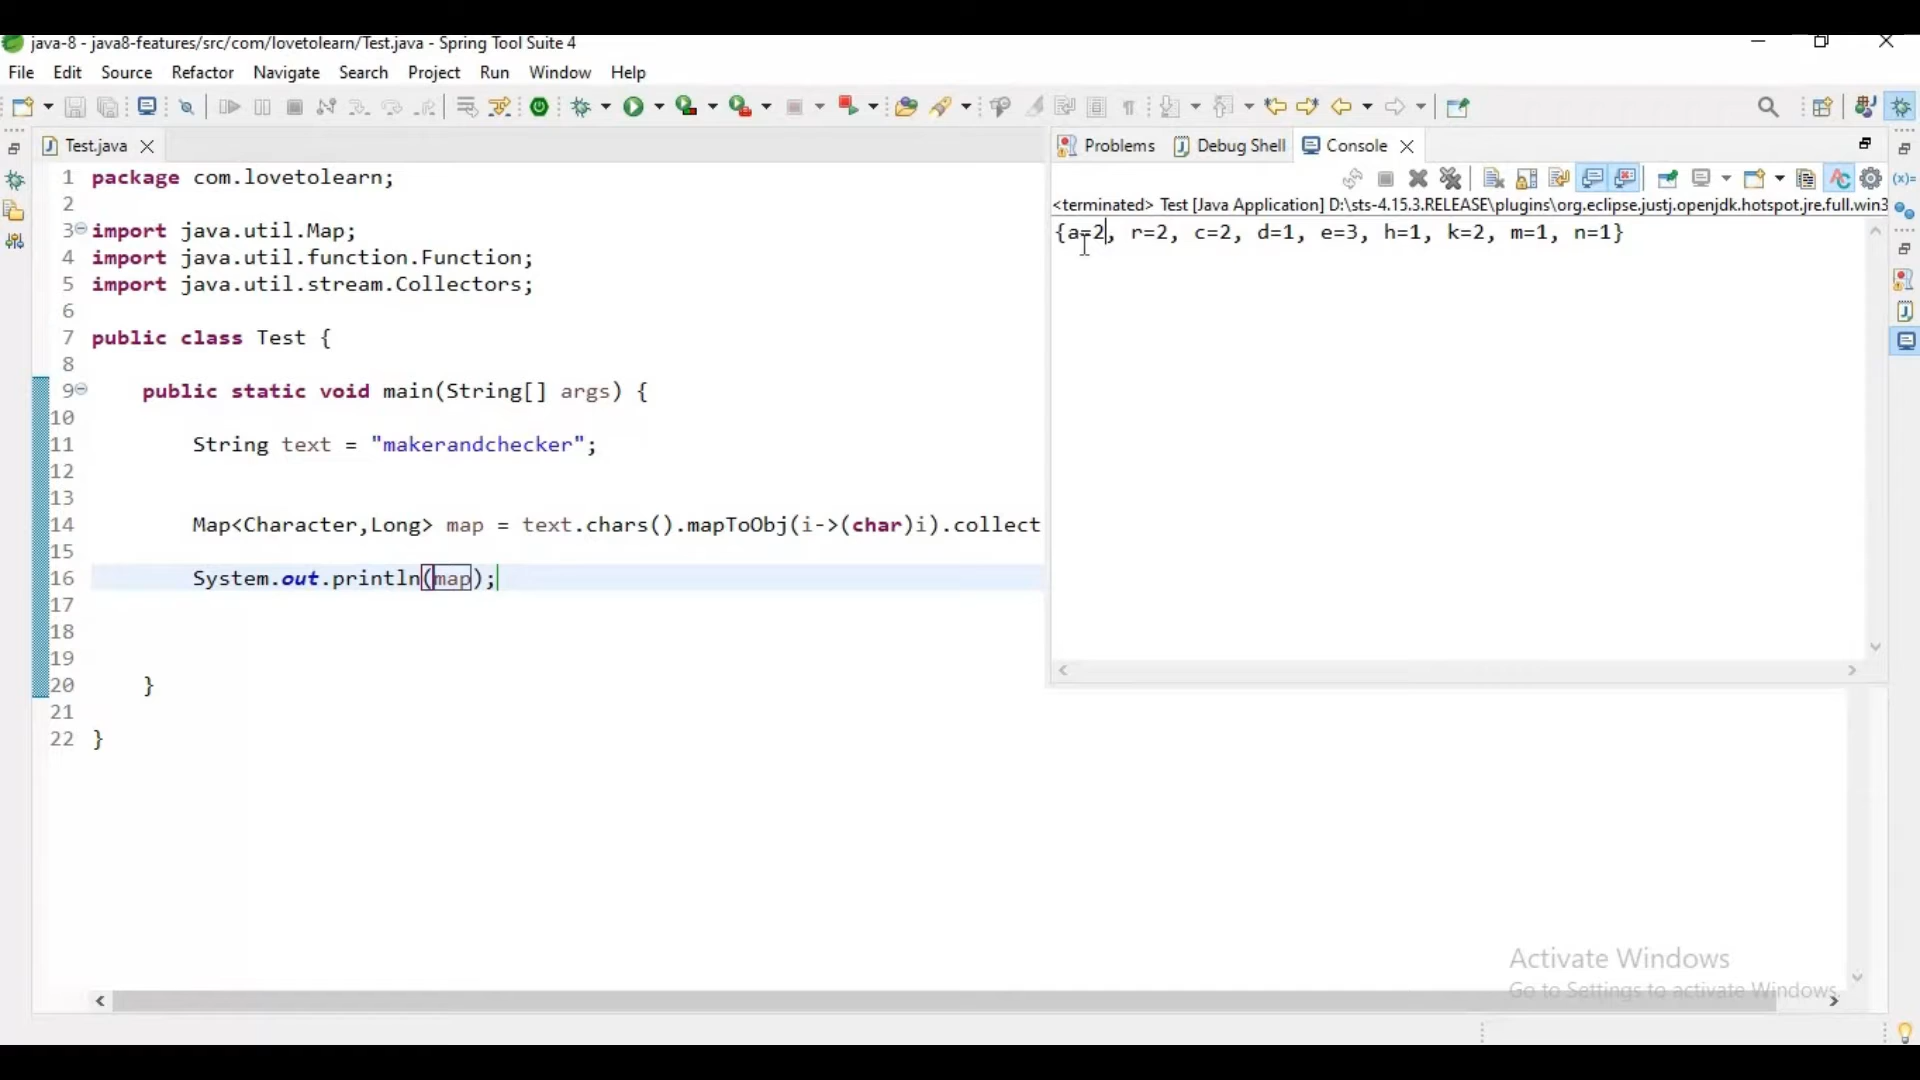 java-8 - java8-features/src/com/lovetolearn/Test.java - Spring Tool Suite 4
File Edit Source Refactor Navigate Search Project Run Window Help
Test.java
1 package com.lovetolearn;
2
3 import java.util.Map;
4 import java.util.function.Function;
5 import java.util.stream.Collectors;
6
7 public class Test {
8
9 public static void main(String[] args) {
10
11 String text = "makerandchecker";
12
13
14 Map<Character,Long> map = text.chars().mapToObj(i->(char)i).collect
15
16 System.out.println(map);
17
18
19
20 }
21
22 }
Problems Debug Shell Console
<terminated> Test [Java Application] D:\sts-4.15.3.RELEASE\plugins\org.eclipse.justj.openjdk.hotspot.jre.full.win3
{a=2, r=2, c=2, d=1, e=3, h=1, k=2, m=1, n=1}
Activate Windows
Go to Settings to activate Windows.